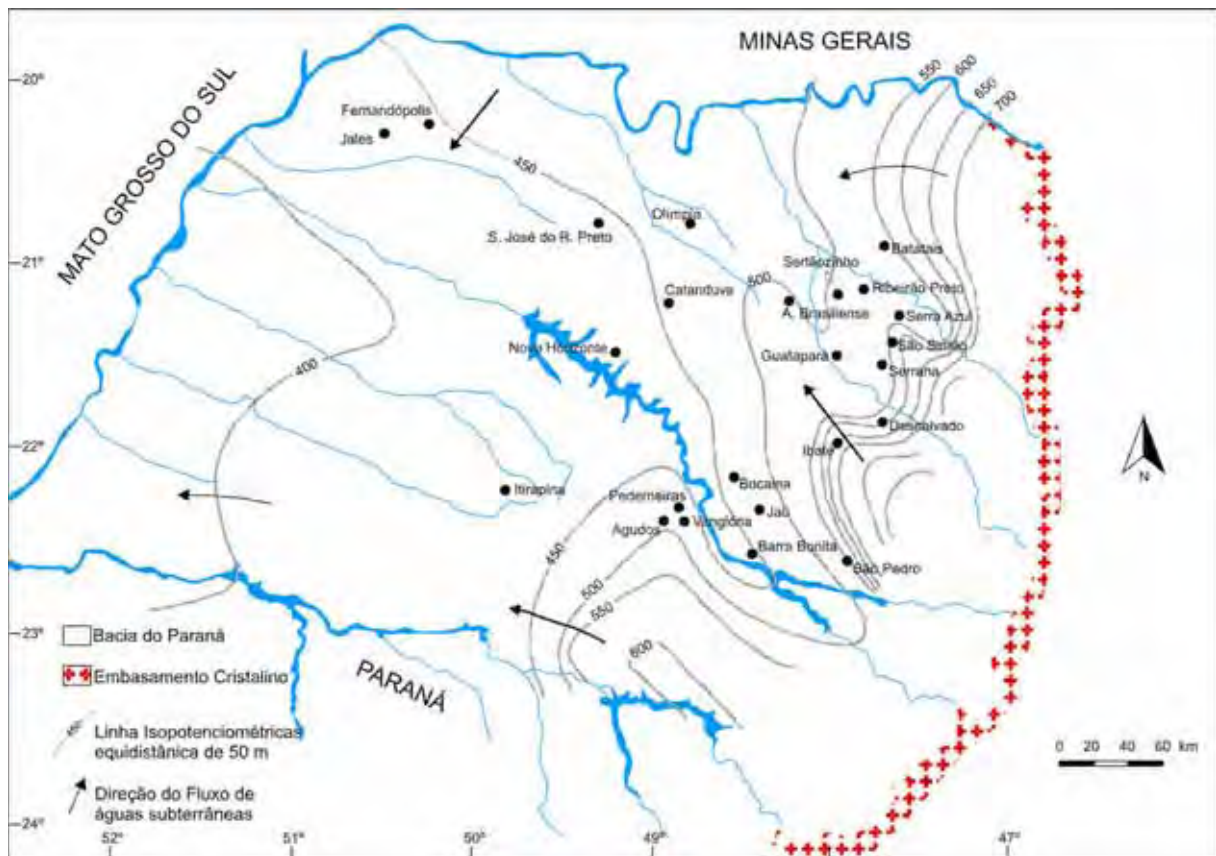 MINAS GERAIS
550
600
650
700
20°
Fernandópolis
Jales
MATO GROSSO DO SUL
450
Olímpia
S. José do R. Preto
Batatais
21°
Sertãozinho
500
Ribeirão Preto
Catanduva
A. Brasiliense
Serra Azul
São Simão
Novo Horizonte
Guatapará
Serrana
400
Descalvado
22°
Ibaté
Itirapina
Bocaina
Pederneiras
Jaú
Agudos
Vanglória
450
Barra Bonita
São Pedro
500
550
N
23°
Bacia do Paraná
600
Embasamento Cristalino
PARANÁ
450
Linha Isopotenciométricas
equidistânica de 50 m
0 20 40 60 km
Direção do Fluxo de
águas subterrâneas
24°
52°
51°
50°
49°
47°